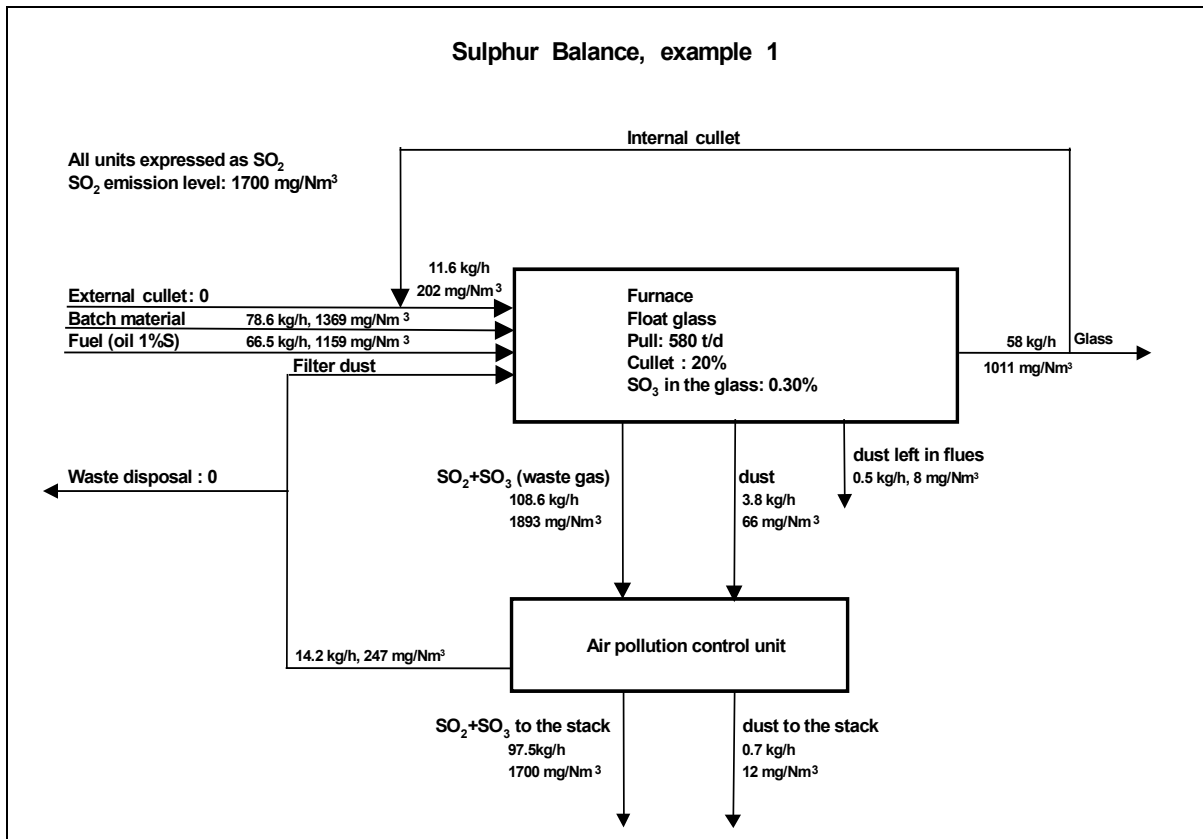 Sulphur Balance, example 1
Internal cullet
All units expressed as SO₂
SO₂ emission level: 1700 mg/Nm³
11.6 kg/h
202 mg/Nm³
External cullet: 0
Batch material 78.6 kg/h, 1369 mg/Nm³
Fuel (oil 1%S) 66.5 kg/h, 1159 mg/Nm³
Filter dust
Furnace
Float glass
Pull: 580 t/d
Cullet : 20%
SO₃ in the glass: 0.30%
58 kg/h Glass
1011 mg/Nm³
Waste disposal : 0
SO₂+SO₃ (waste gas)
108.6 kg/h
1893 mg/Nm³
dust
3.8 kg/h
66 mg/Nm³
dust left in flues
0.5 kg/h, 8 mg/Nm³
Air pollution control unit
14.2 kg/h, 247 mg/Nm³
SO₂+SO₃ to the stack
97.5kg/h
1700 mg/Nm³
dust to the stack
0.7 kg/h
12 mg/Nm³